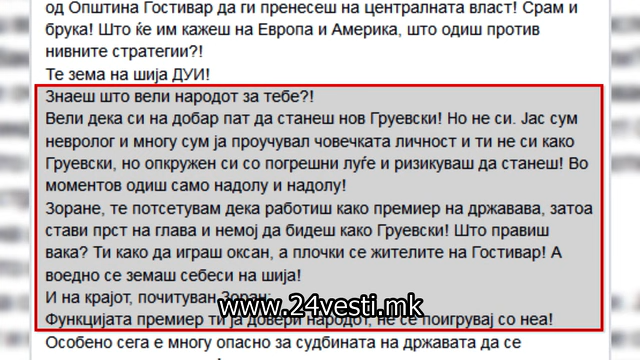 од Општина Гостивар да ги пренесеш на централната власт! Срам и
брука! Што ќе им кажеш на Европа и Америка, што одиш против
нивните стратегии?!
Те зема на шија ДУИ!
Знаеш што вели народот за тебе?!
Вели дека си на добар пат да станеш нов Груевски! Но не си. Јас сум
невролог и многу сум ја проучувал човечката личност и ти не си како
Груевски, но опкружен си со погрешни луѓе и ризикуваш да станеш! Во
моментов одиш само надолу и надолу!
Зоране, те потсетувам дека работиш како премиер на државава, затоа
стави прст на глава и немој да бидеш како Груевски! Што правиш
вака? Ти како да играш оксан, а плочки се жителите на Гостивар! А
воедно се земаш себеси на шија!
И на крајот, почитуван Зоран:
www.24vesti.mk
Функцијата премиер ти ја довери народот, не се поигрувај со неа!
Особено сега е многу опасно за судбината на државата да се